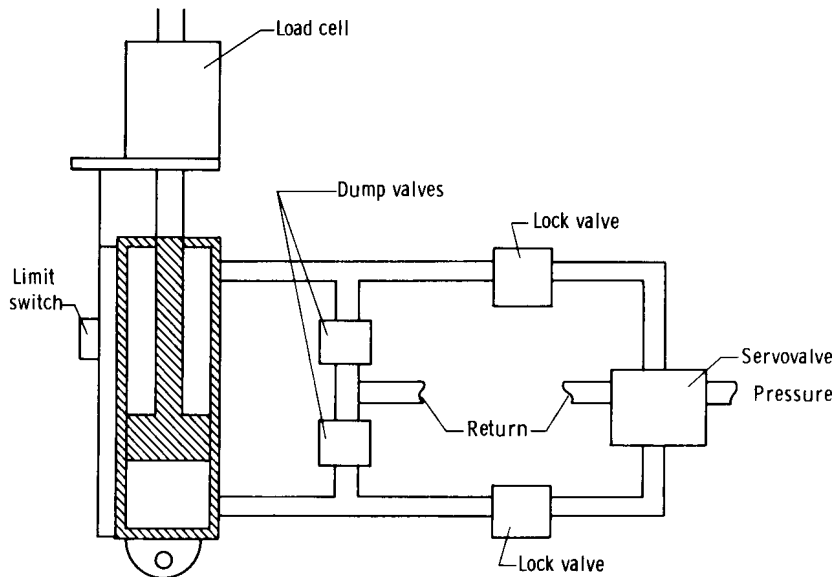 Load cell
Dump valves
Lock valve
Limit
switch
Servovalve
Pressure
Return
Lock valve